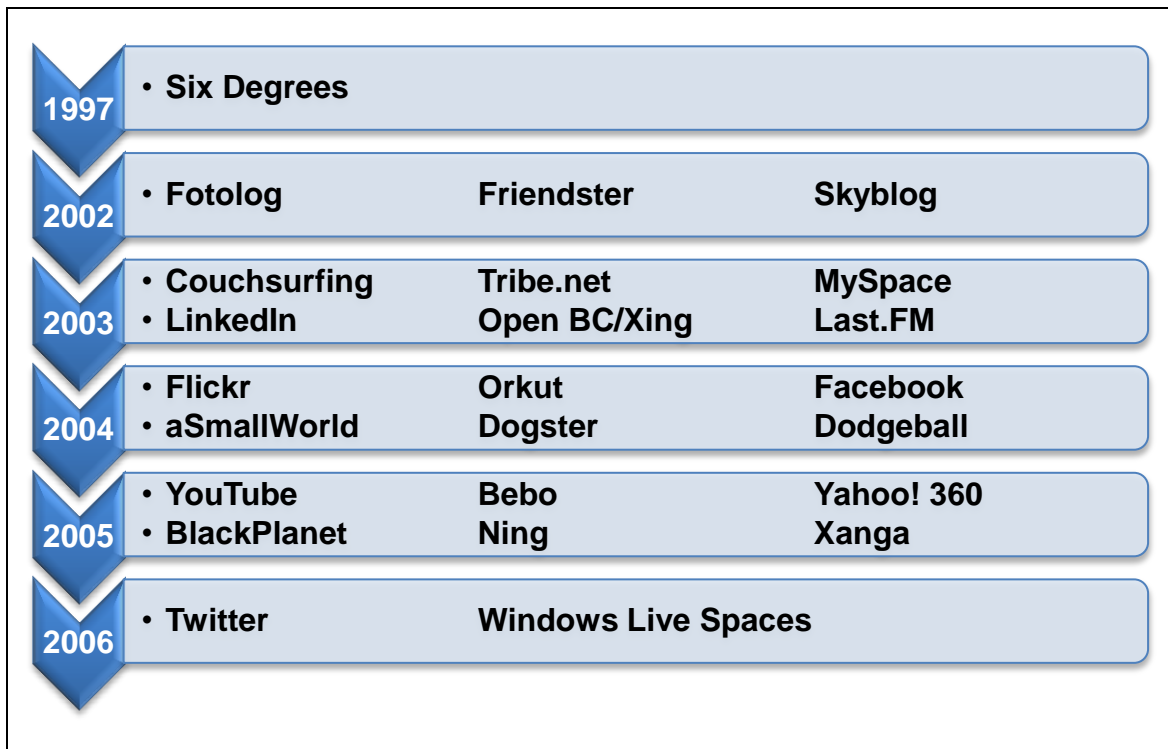 1997
• Six Degrees
2002
• Fotolog Friendster Skyblog
2003
• Couchsurfing Tribe.net MySpace
• LinkedIn Open BC/Xing Last.FM
2004
• Flickr Orkut Facebook
• aSmallWorld Dogster Dodgeball
2005
• YouTube Bebo Yahoo! 360
• BlackPlanet Ning Xanga
2006
• Twitter Windows Live Spaces